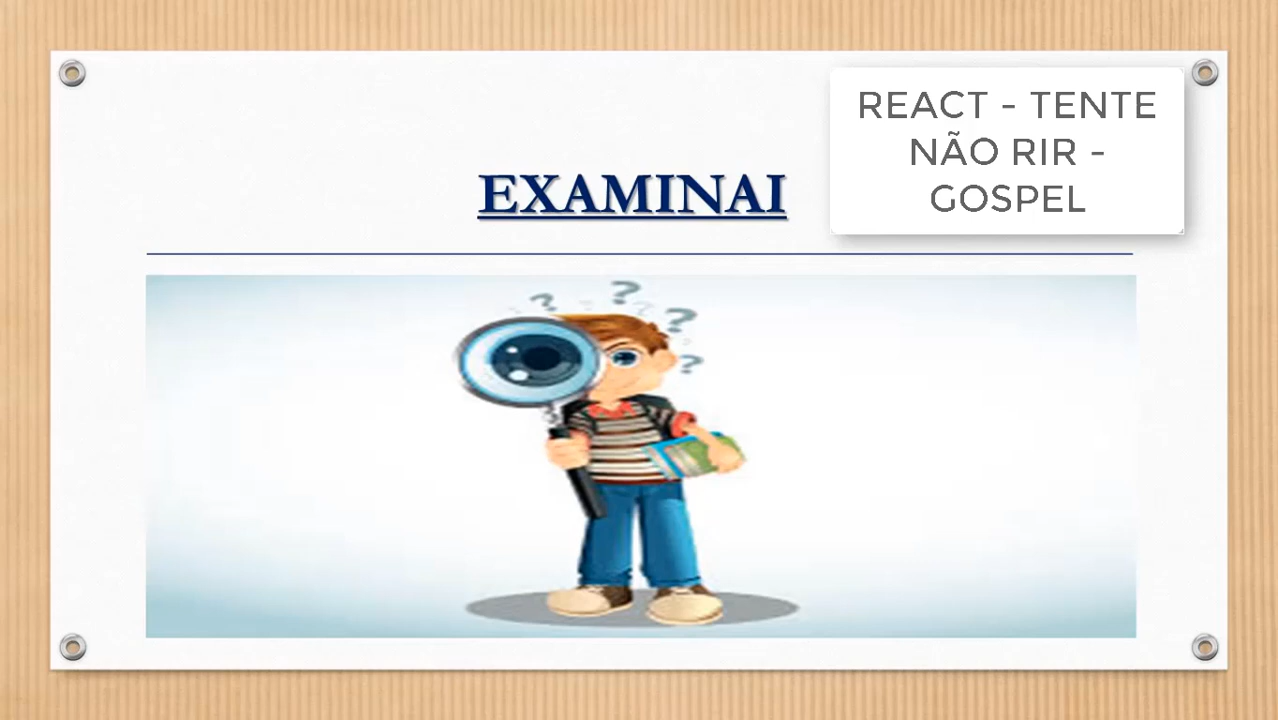 REACT - TENTE
NÃO RIR -
GOSPEL
EXAMINAI
? ? ? ?